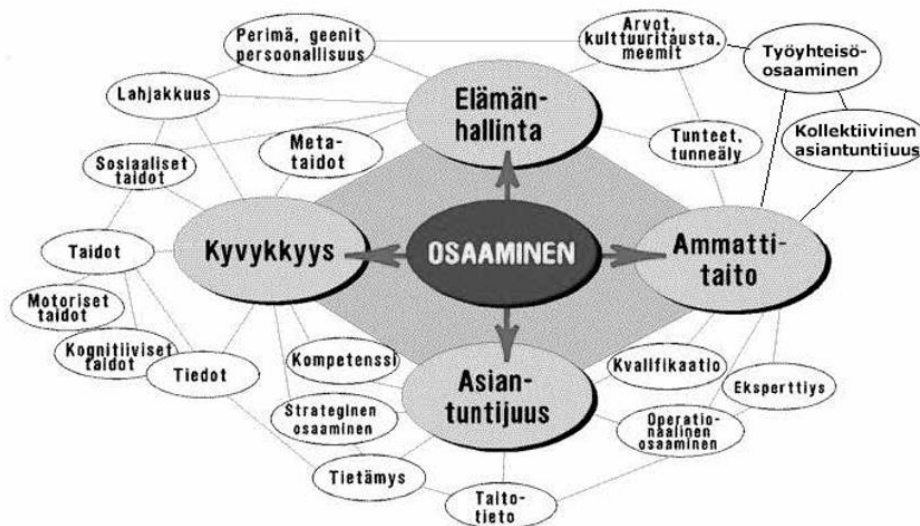 Perimä, geenit
persoonallisuus
Arvot,
kulttuuritausta.
meemit
Työyhteisö-
osaaminen
Lahjakkuus
Elämän-
hallinta
Kollektiivinen
asiantuntijuus
Meta-
taidot
Tunteet,
tunneäly
Sosiaaliset
taidot
Taidot
Kyvykkyys
OSAAMINEN
Ammatti-
taito
Motoriset
taidot
Kognitiiviset
taidot
Tiedot
Kompetenssi
Asian-
tuntijuus
Kvalifikaatio
Eksperttiys
Strateginen
osaaminen
Operatio-
naalinen
osaaminen
Tietämys
Taito-
tieto